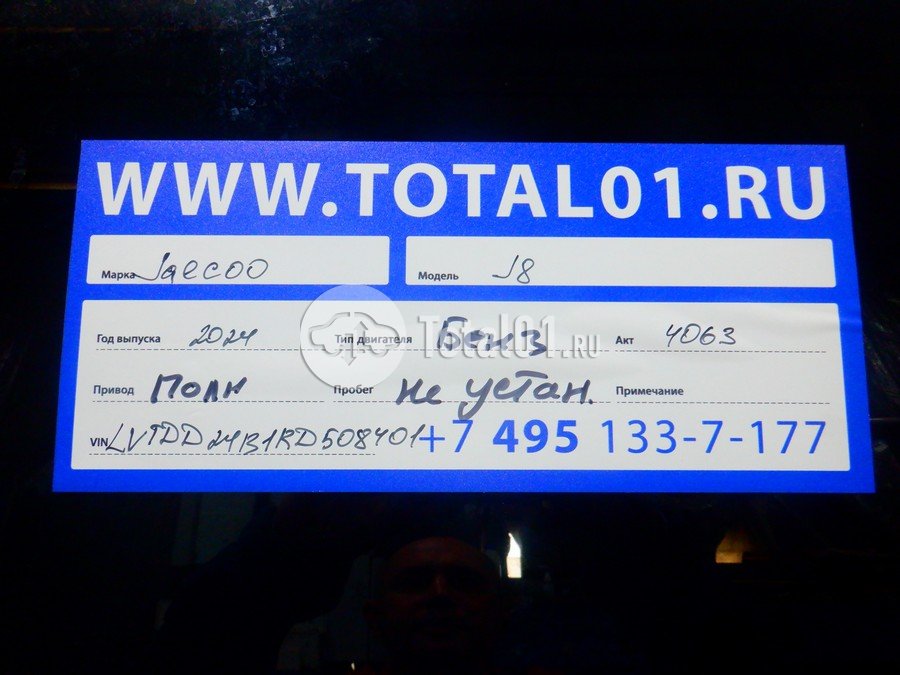 WWW.TOTAL01.RU
Марка Jaecoo Модель J8
Год выпуска 2024 Тип двигателя Бенз Акт 4063
Total01.RU
Привод Полн Пробег не устан. Примечание
VIN LVTDD24B1RD508401 +7 495 133-7-177